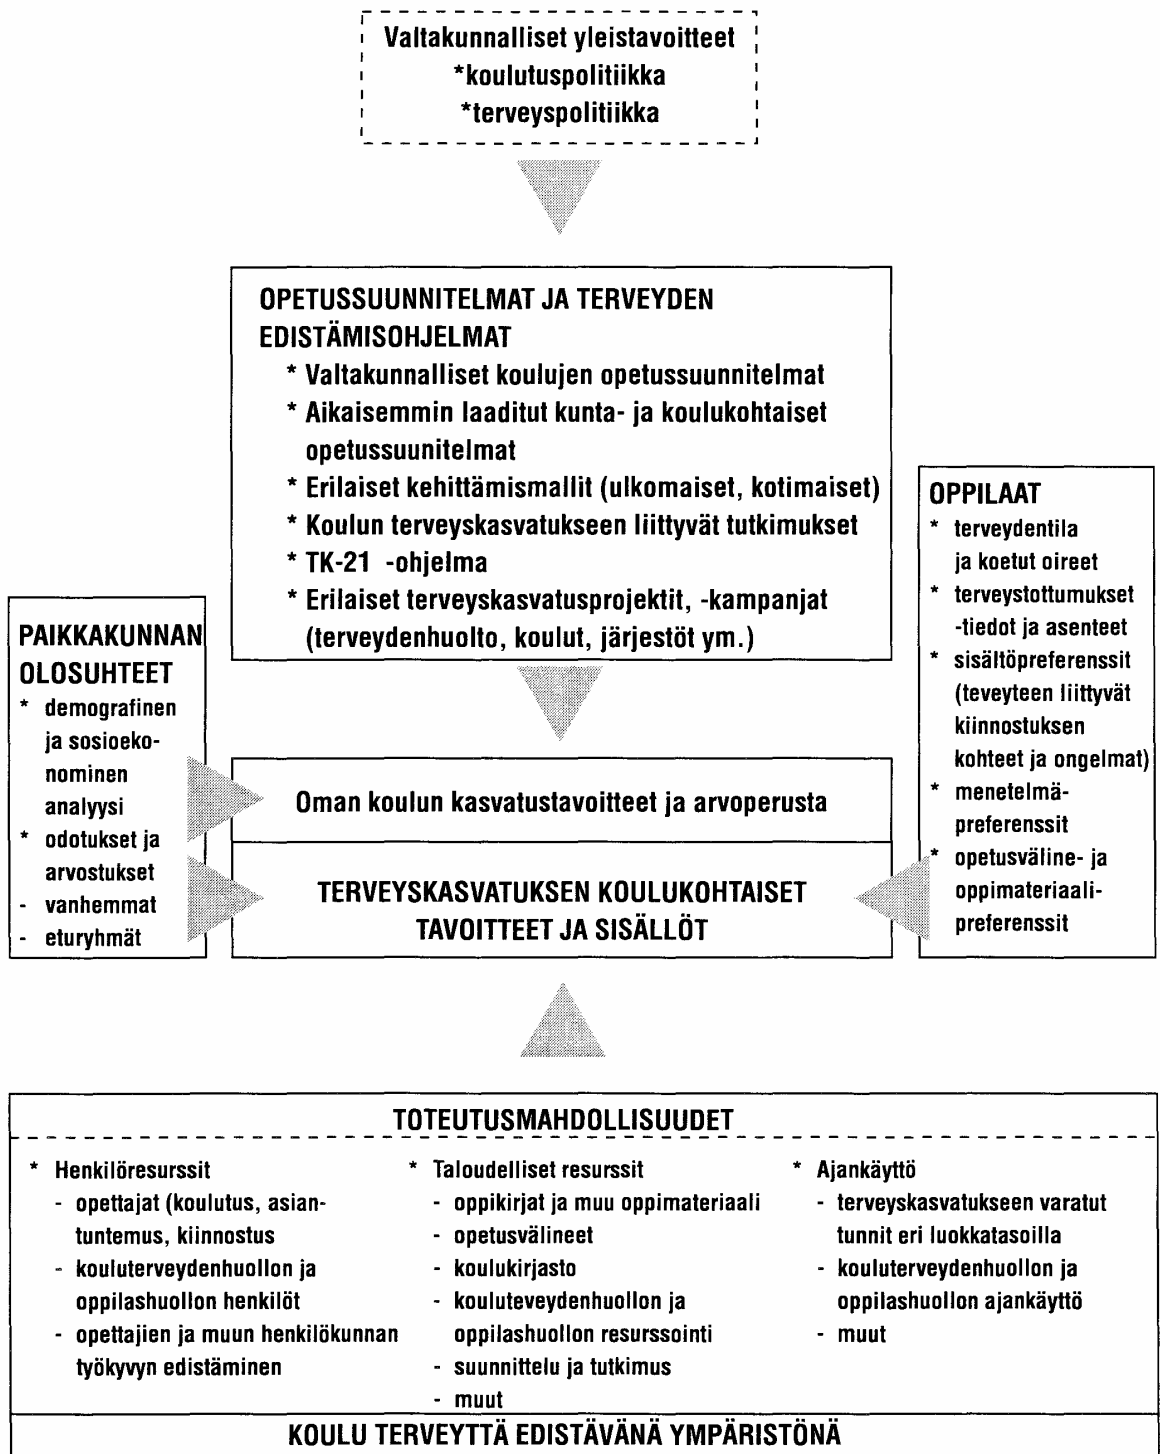 Valtakunnalliset yleistavoitteet
*koulutuspolitiikka
*terveyspolitiikka
OPETUSSUUNNITELMAT JA TERVEYDEN
EDISTÄMISOHJELMAT
* Valtakunnalliset koulujen opetussuunnitelmat
* Aikaisemmin laaditut kunta- ja koulukohtaiset
opetussuunitelmat
* Erilaiset kehittämismallit (ulkomaiset, kotimaiset)
* Koulun terveyskasvatukseen liittyvät tutkimukset
* TK-21 -ohjelma
* Erilaiset terveyskasvatusprojektit, -kampanjat
(terveydenhuolto, koulut, järjestöt ym.)
PAIKKAKUNNAN
OLOSUHTEET
* demografinen
ja sosioeko-
nominen
analyysi
* odotukset ja
arvostukset
- vanhemmat
- eturyhmät
Oman koulun kasvatustavoitteet ja arvoperusta
TERVEYSKASVATUKSEN KOULUKOHTAISET
TAVOITTEET JA SISÄLLÖT
OPPILAAT
* terveydentila
ja koetut oireet
* terveystottumukset
-tiedot ja asenteet
* sisältöpreferenssit
(teveyteen liittyvät
kiinnostuksen
kohteet ja ongelmat)
* menetelmä-
preferenssit
* opetusväline- ja
oppimateriaali-
preferenssit
TOTEUTUSMAHDOLLISUUDET
* Henkilöresurssit
- opettajat (koulutus, asian-
tuntemus, kiinnostus
- kouluterveydenhuollon ja
oppilashuollon henkilöt
- opettajien ja muun henkilökunnan
työkyvyn edistäminen
* Taloudelliset resurssit
- oppikirjat ja muu oppimateriaali
- opetusvälineet
- koulukirjasto
- kouluteveydenhuollon ja
oppilashuollon resurssointi
- suunnittelu ja tutkimus
- muut
* Ajankäyttö
- terveyskasvatukseen varatut
tunnit eri luokkatasoilla
- kouluterveydenhuollon ja
oppilashuollon ajankäyttö
- muut
KOULU TERVEYTTÄ EDISTÄVÄNÄ YMPÄRISTÖNÄ